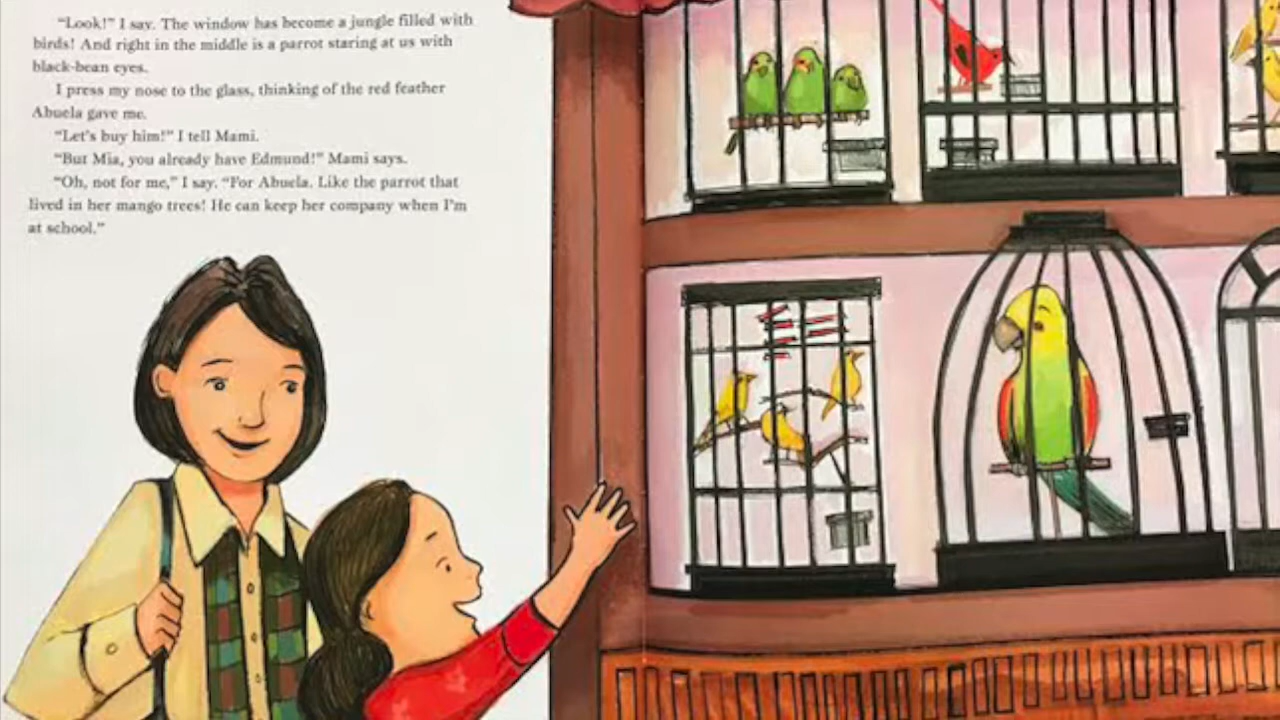 “Look!” I say. The window has become a jungle filled with
birds! And right in the middle is a parrot staring at us with
black-bean eyes.
I press my nose to the glass, thinking of the red feather
Abuela gave me.
“Let’s buy him!” I tell Mami.
“But Mia, you already have Edmund!” Mami says.
“Oh, not for me,” I say. “For Abuela. Like the parrot that
lived in her mango trees! He can keep her company when I’m
at school.”